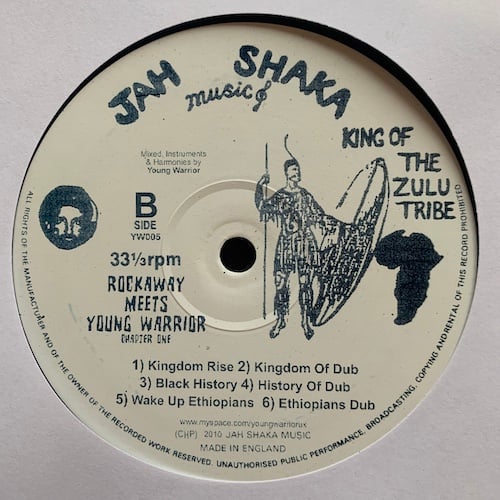 JAH SHAKA
music
KING OF
THE
ZULU
TRIBE
Mixed, Instruments
& Harmonies by
Young Warrior
B
SIDE
YW005
33⅓rpm
ROCKAWAY
MEETS
YOUNG WARRIOR
CHAPTER ONE
1) Kingdom Rise 2) Kingdom Of Dub
3) Black History 4) History Of Dub
5) Wake Up Ethiopians 6) Ethiopians Dub
www.myspace.com/youngwarrioruk
(C)(P) 2010 JAH SHAKA MUSIC
MADE IN ENGLAND
ALL RIGHTS OF THE MANUFACTURER AND OF THE OWNER OF THE RECORDED WORK RESERVED. UNAUTHORISED PUBLIC PERFORMANCE, BROADCASTING, COPYING AND RENTAL OF THIS RECORD PROHIBITED